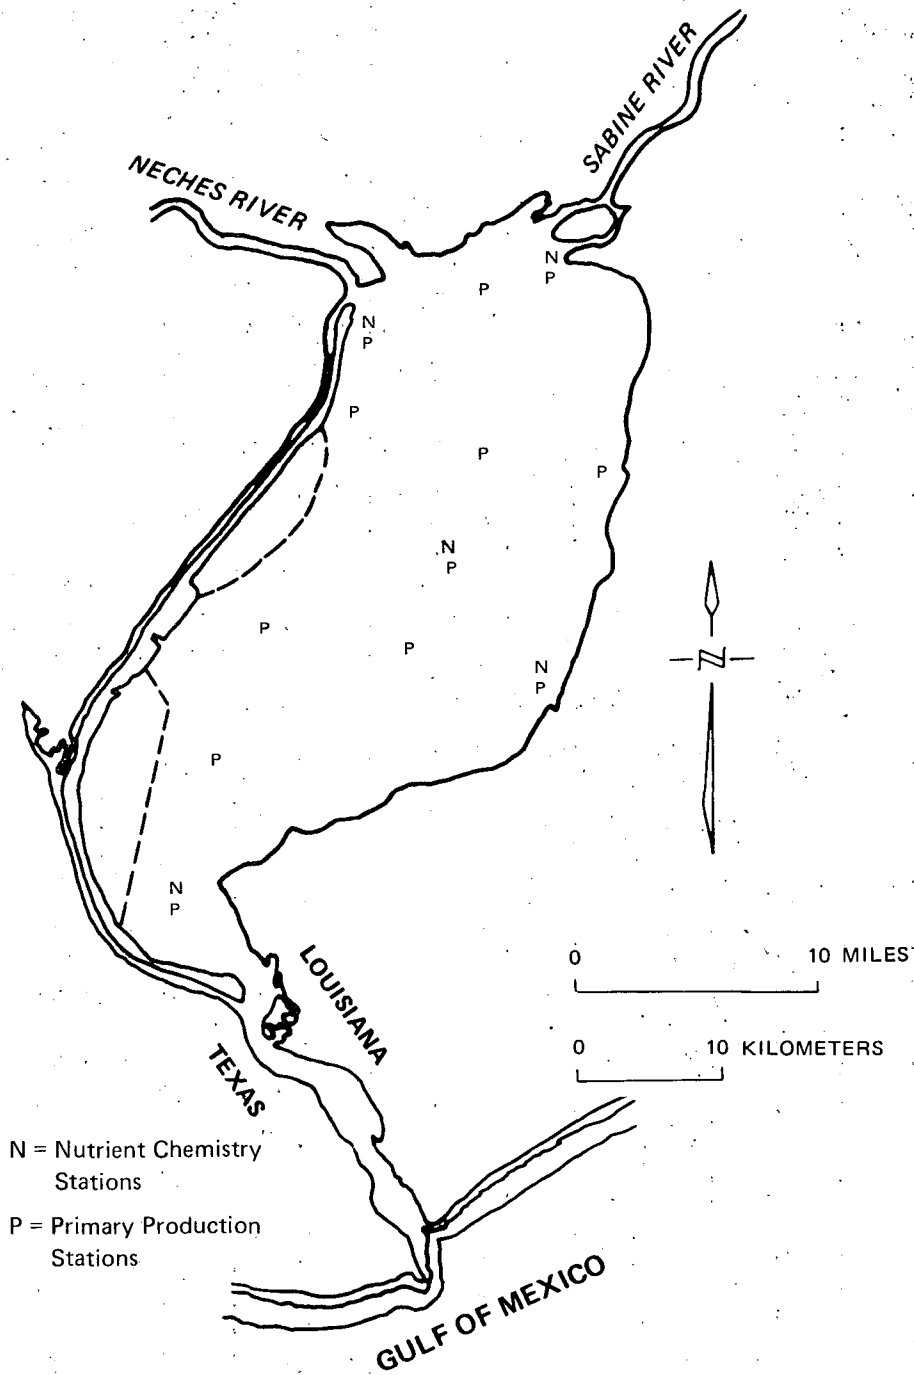 SABINE RIVER
NECHES RIVER
N
P
P
N
P
P
P
P
N
P
P
P
N
P
P
N
P
LOUISIANA
TEXAS
N
0 10 MILES
0 10 KILOMETERS
N = Nutrient Chemistry
Stations
P = Primary Production
Stations
GULF OF MEXICO